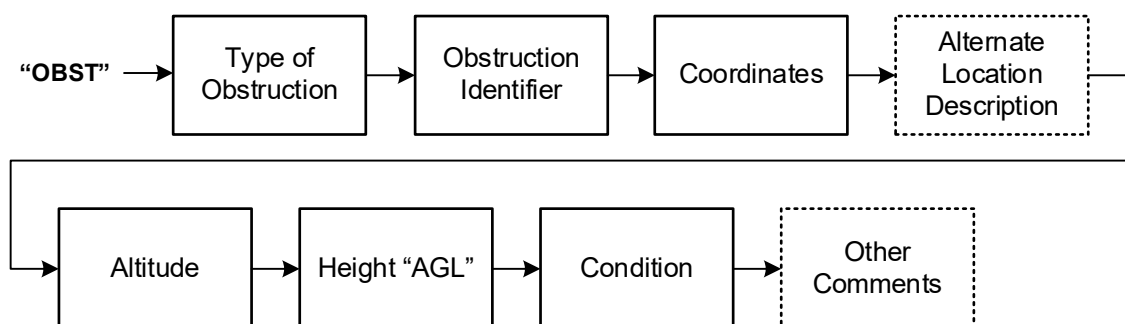 “OBST”
Type of
Obstruction
Obstruction
Identifier
Coordinates
Alternate
Location
Description
Altitude
Height “AGL”
Condition
Other
Comments